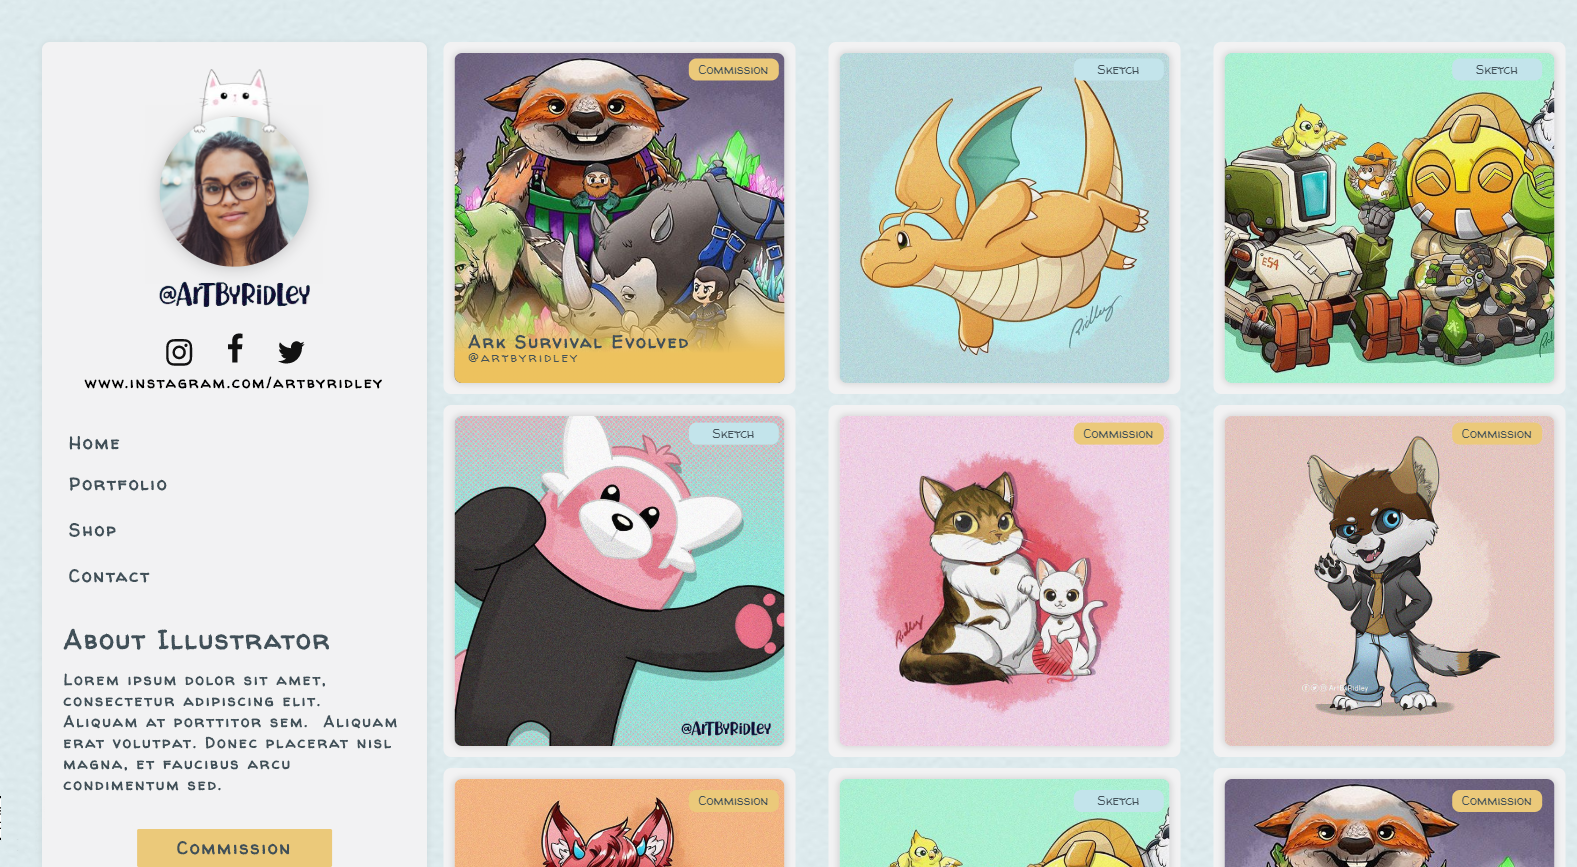 @ArtByRidley
www.instagram.com/artbyridley
Home
Portfolio
Shop
Contact
About Illustrator
Lorem ipsum dolor sit amet,
consectetur adipiscing elit.
Aliquam at porttitor sem. Aliquam
erat volutpat. Donec placerat nisl
magna, et faucibus arcu
condimentum sed.
Commission
Commission
Ark Survival Evolved
@artbyridley
Sketch
Ridley
Sketch
E54
Sketch
@ArtByRidley
Commission
Ridley
Commission
ArtByRidley
Commission
Sketch
Commission